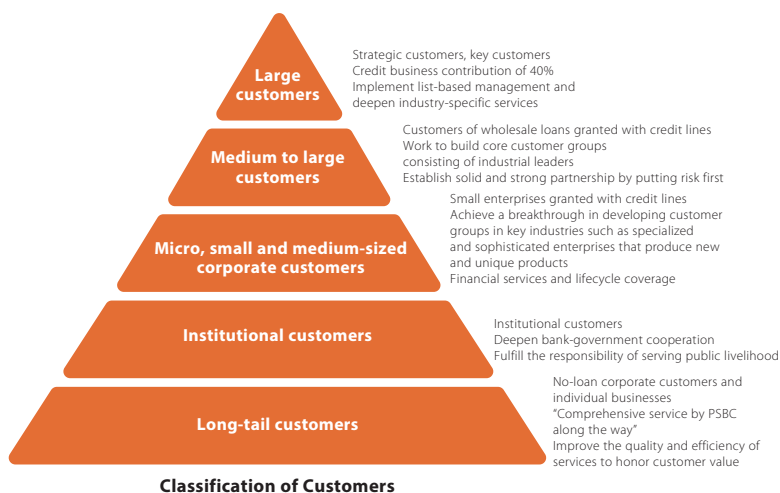 Large
customers
Strategic customers, key customers
Credit business contribution of 40%
Implement list-based management and
deepen industry-specific services
Medium to large
customers
Customers of wholesale loans granted with credit lines
Work to build core customer groups
consisting of industrial leaders
Establish solid and strong partnership by putting risk first
Micro, small and medium-sized
corporate customers
Small enterprises granted with credit lines
Achieve a breakthrough in developing customer
groups in key industries such as specialized
and sophisticated enterprises that produce new
and unique products
Financial services and lifecycle coverage
Institutional customers
Institutional customers
Deepen bank-government cooperation
Fulfill the responsibility of serving public livelihood
Long-tail customers
No-loan corporate customers and
individual businesses
“Comprehensive service by PSBC
along the way”
Improve the quality and efficiency of
services to honor customer value
Classification of Customers